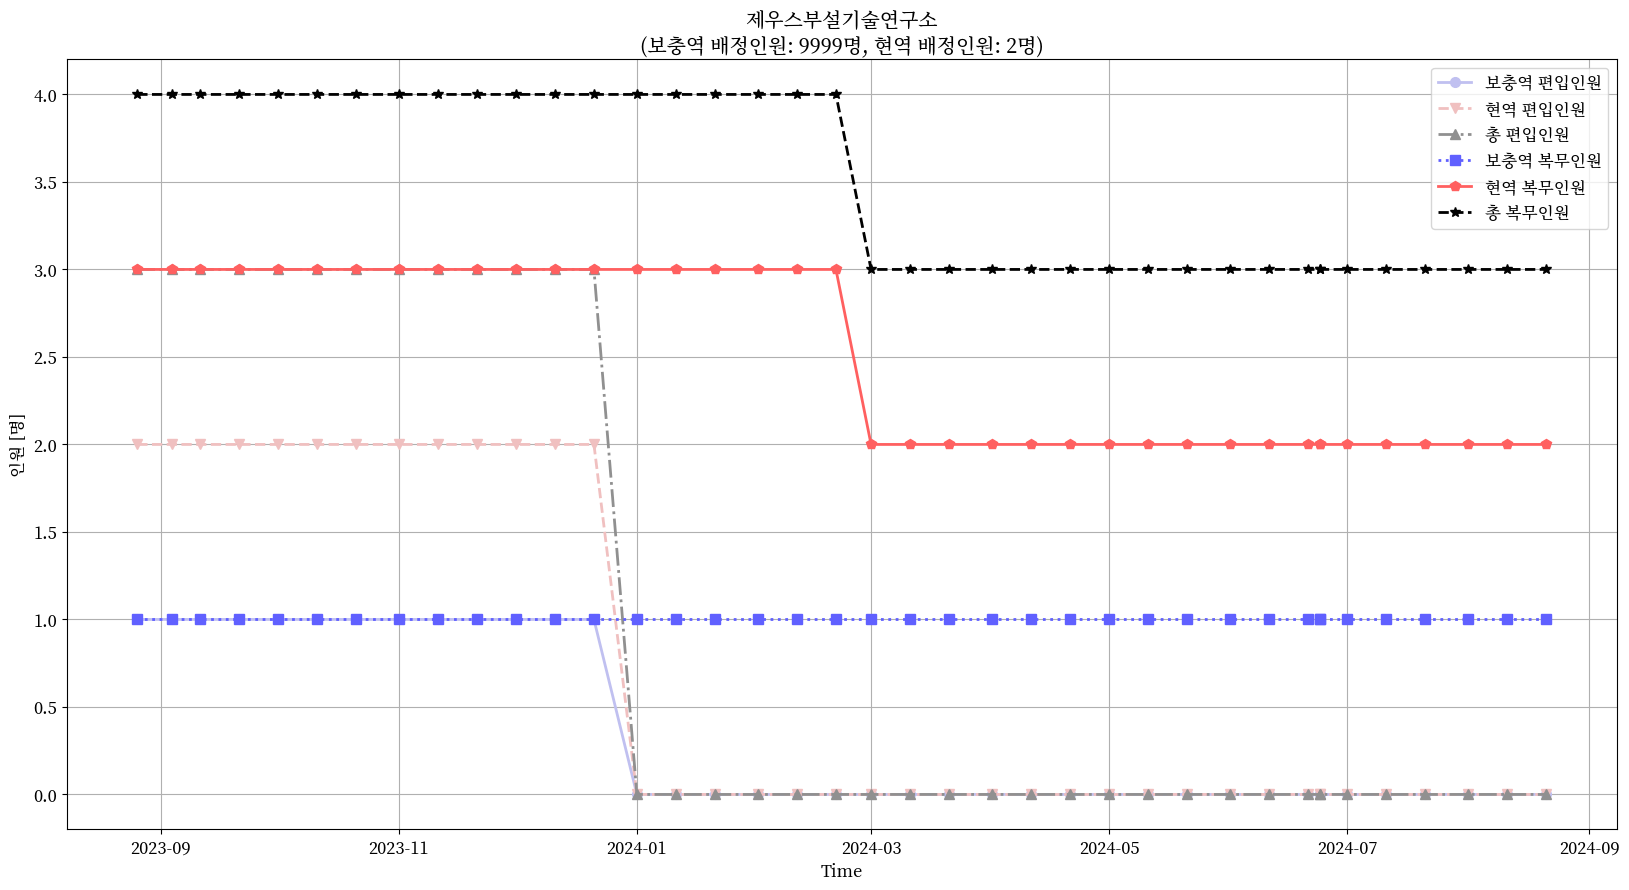 제우스부설기술연구소
(보충역 배정인원: 9999명, 현역 배정인원: 2명)
보충역 편입인원
현역 편입인원
총 편입인원
보충역 복무인원
현역 복무인원
총 복무인원
4.0
3.5
3.0
2.5
2.0
1.5
1.0
0.5
0.0
인원 [명]
2023-09
2023-11
2024-01
2024-03
2024-05
2024-07
2024-09
Time